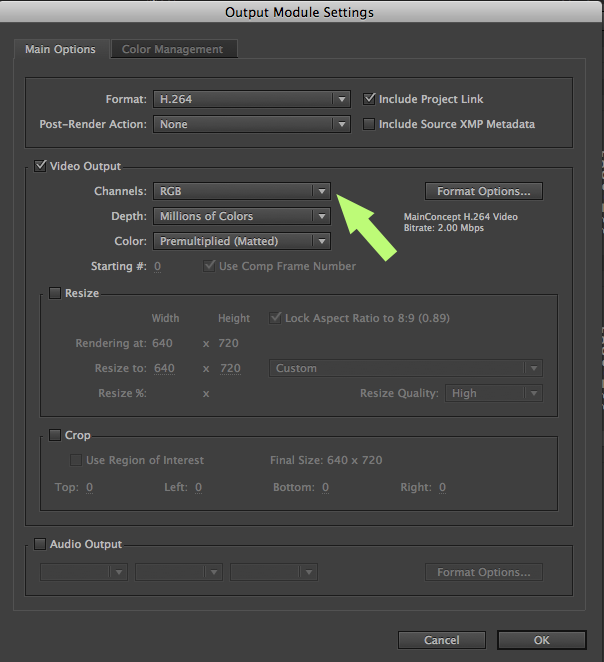 Output Module Settings
Main Options Color Management
Format: H.264 Include Project Link
Post-Render Action: None Include Source XMP Metadata
Video Output
Channels: RGB Format Options...
Depth: Millions of Colors MainConcept H.264 Video
Bitrate: 2.00 Mbps
Color: Premultiplied (Matted)
Starting #: 0 Use Comp Frame Number
Resize
Width Height Lock Aspect Ratio to 8:9 (0.89)
Rendering at: 640 x 720
Resize to: 640 x 720 Custom
Resize %: x Resize Quality: High
Crop
Use Region of Interest Final Size: 640 x 720
Top: 0 Left: 0 Bottom: 0 Right: 0
Audio Output
Format Options...
Cancel OK